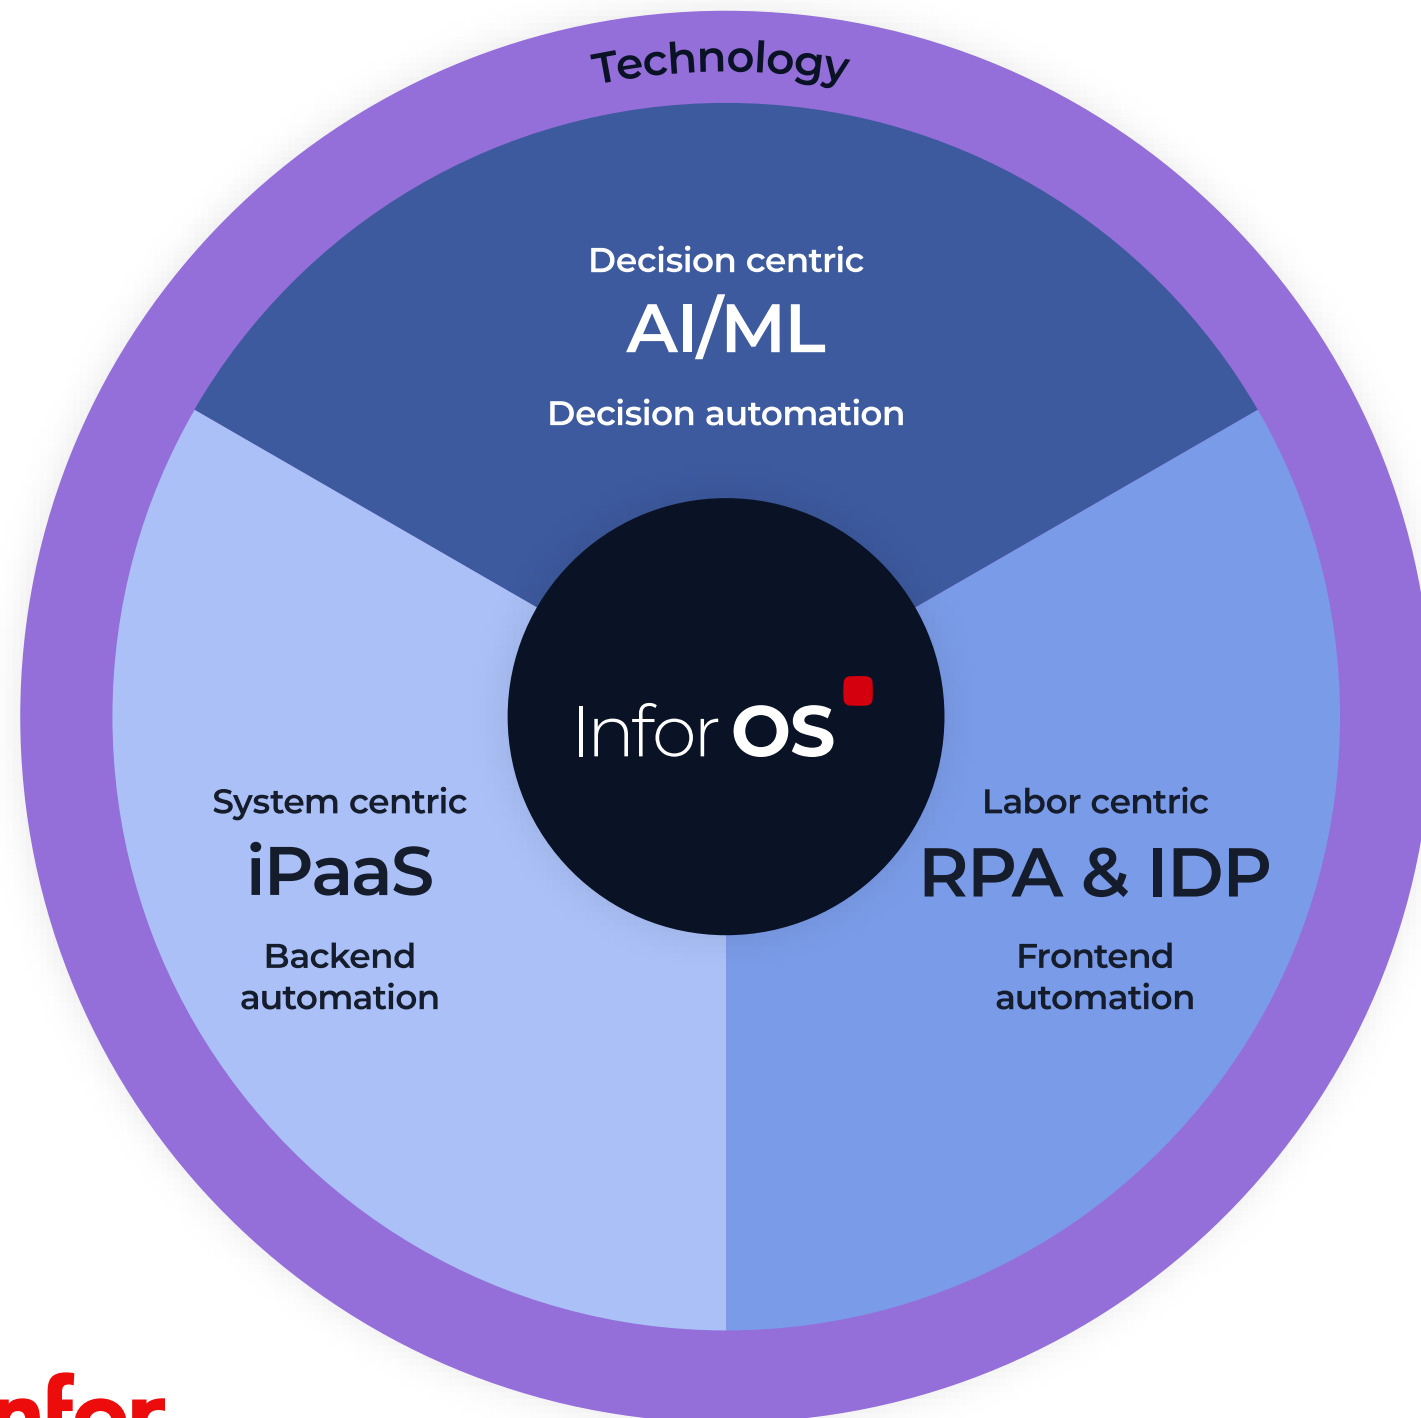 Technology
Decision centric
AI/ML
Decision automation
Infor OS
System centric
iPaaS
Backend
automation
Labor centric
RPA & IDP
Frontend
automation